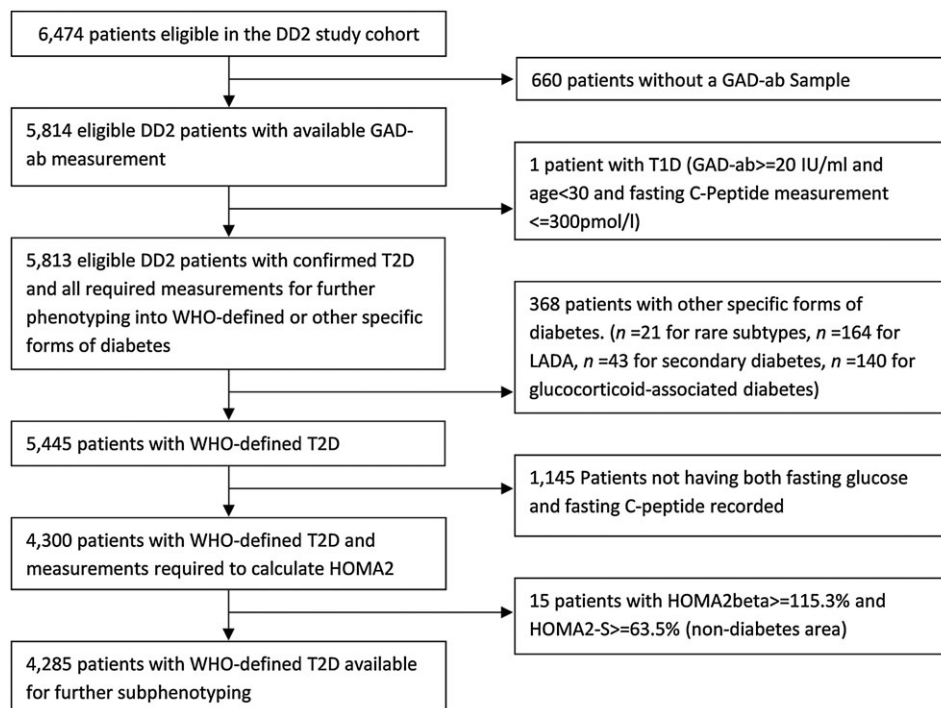 6,474 patients eligible in the DD2 study cohort
660 patients without a GAD-ab Sample
5,814 eligible DD2 patients with available GAD-
ab measurement
1 patient with T1D (GAD-ab>=20 IU/ml and
age<30 and fasting C-Peptide measurement
<=300pmol/l)
5,813 eligible DD2 patients with confirmed T2D
and all required measurements for further
phenotyping into WHO-defined or other specific
forms of diabetes
368 patients with other specific forms of
diabetes. (n =21 for rare subtypes, n =164 for
LADA, n =43 for secondary diabetes, n =140 for
glucocorticoid-associated diabetes)
5,445 patients with WHO-defined T2D
1,145 Patients not having both fasting glucose
and fasting C-peptide recorded
4,300 patients with WHO-defined T2D and
measurements required to calculate HOMA2
15 patients with HOMA2beta>=115.3% and
HOMA2-S>=63.5% (non-diabetes area)
4,285 patients with WHO-defined T2D available
for further subphenotyping